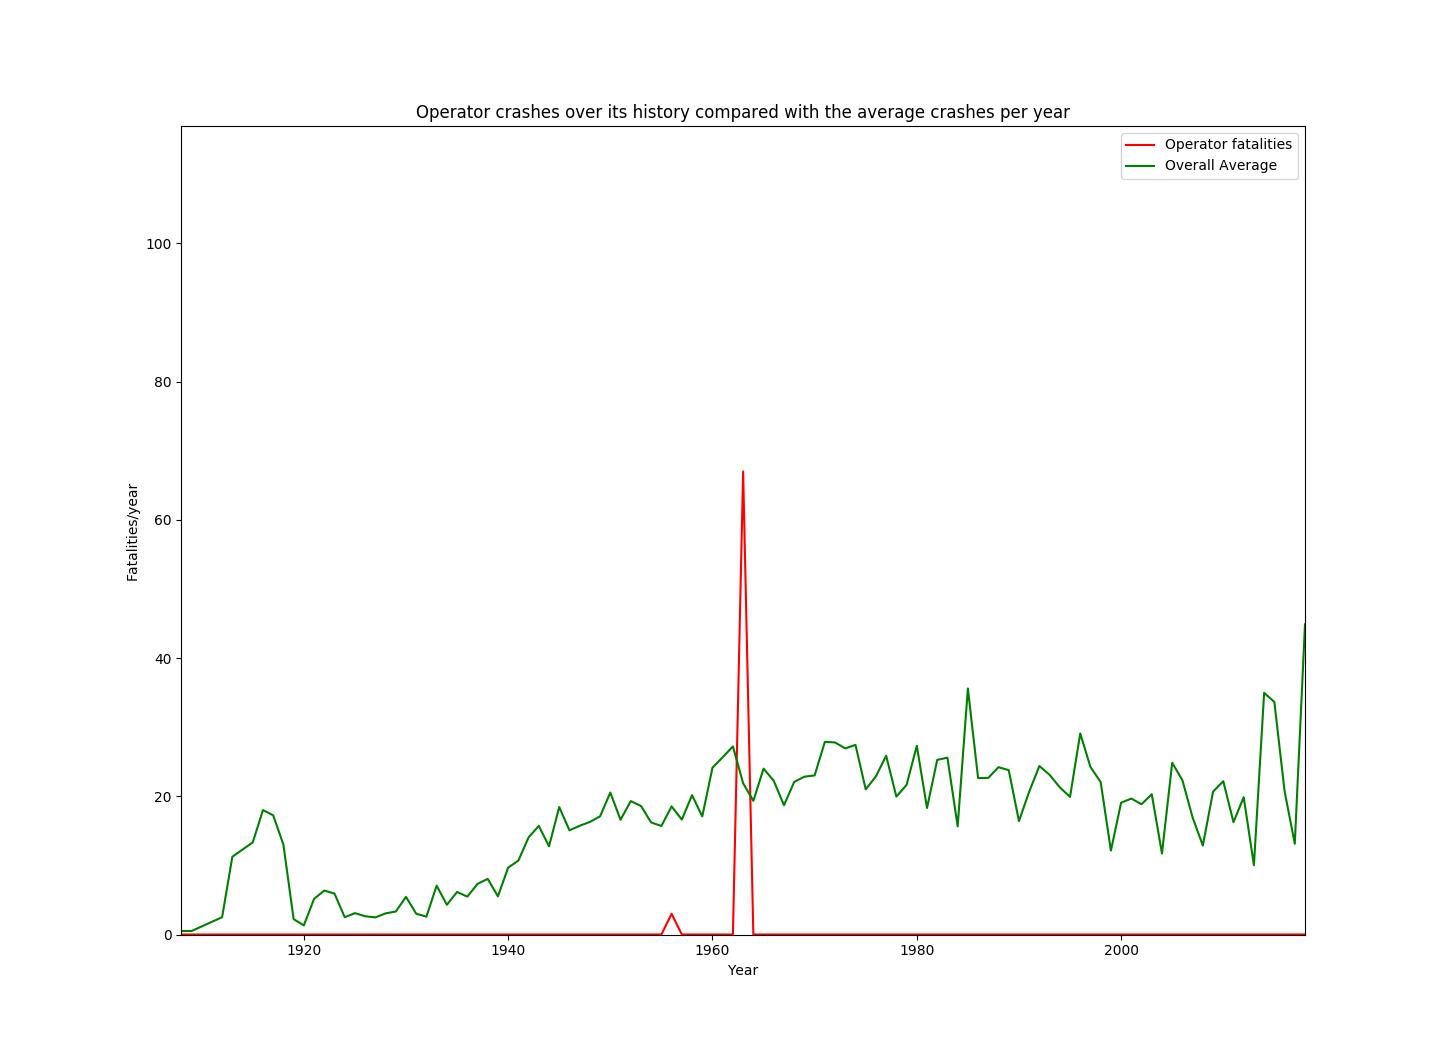 Operator crashes over its history compared with the average crashes per year
Operator fatalities
Overall Average
100
80
60
40
20
0
Fatalities/year
1920 1940 1960 1980 2000
Year